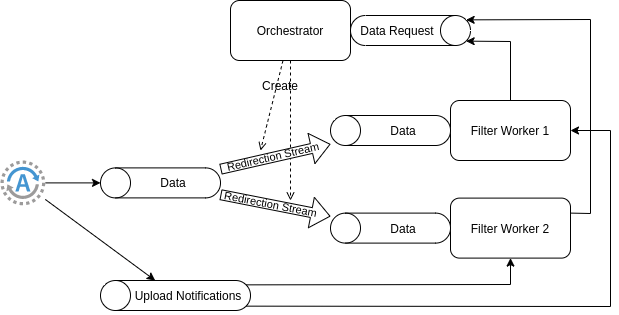 Orchestrator
Data Request
Create
Data
Filter Worker 1
Redirection Stream
A
Data
Redirection Stream
Data
Filter Worker 2
Upload Notifications